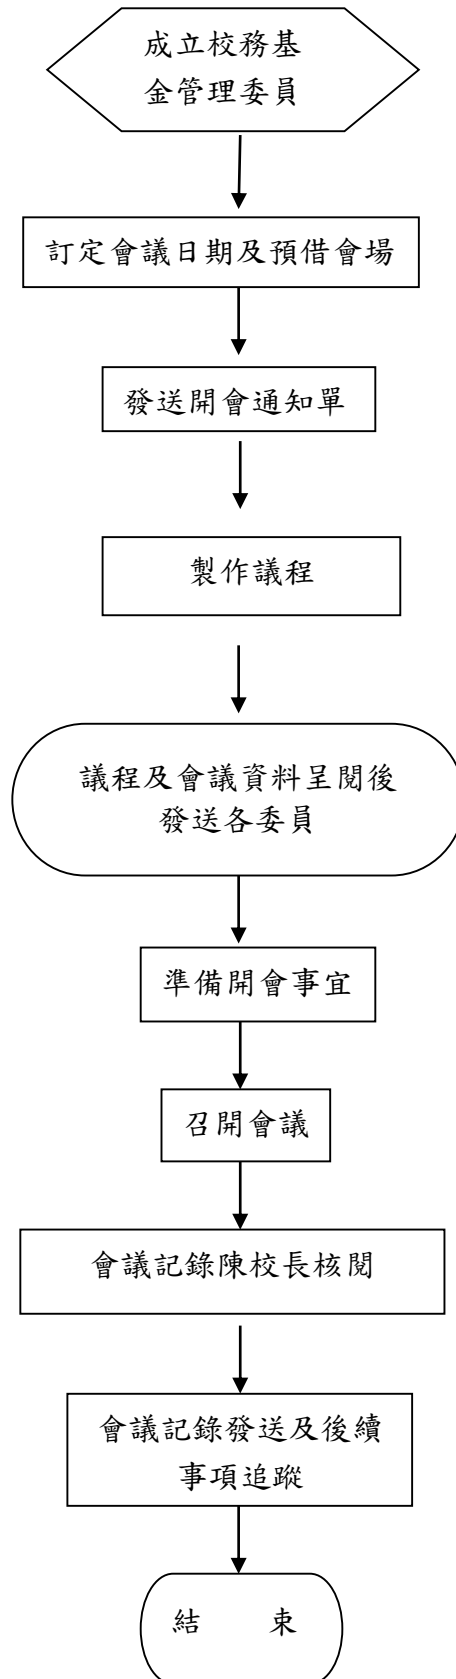 成立校務基
金管理委員
訂定會議日期及預借會場
發送開會通知單
製作議程
議程及會議資料呈閱後
發送各委員
準備開會事宜
召開會議
會議記錄陳校長核閱
會議記錄發送及後續
事項追蹤
結 束